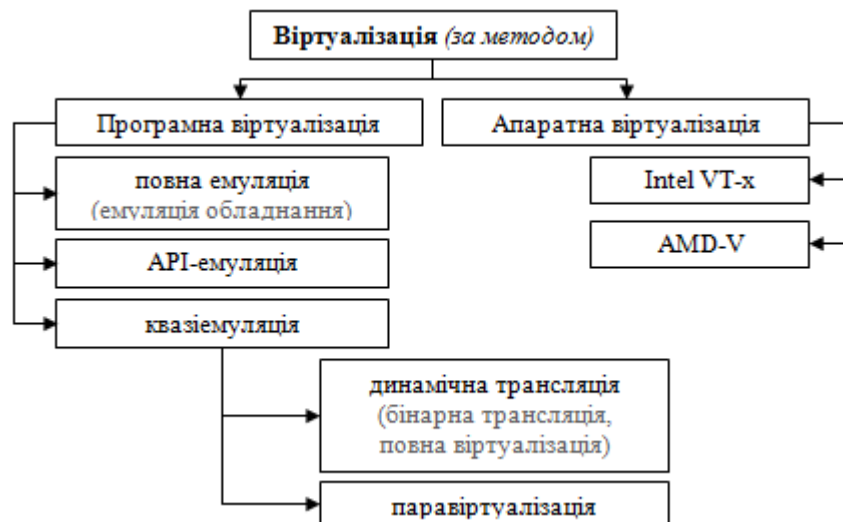 Віртуалізація (за методом)
Програмна віртуалізація
Апаратна віртуалізація
повна емуляція
(емуляція обладнання)
Intel VT-x
API-емуляція
AMD-V
квазіемуляція
динамічна трансляція
(бінарна трансляція,
повна віртуалізація)
паравіртуалізація